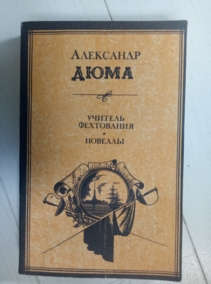 АЛЕКСАНДР
ДЮМА
УЧИТЕЛЬ
ФЕХТОВАНИЯ
•
НОВЕЛЛЫ